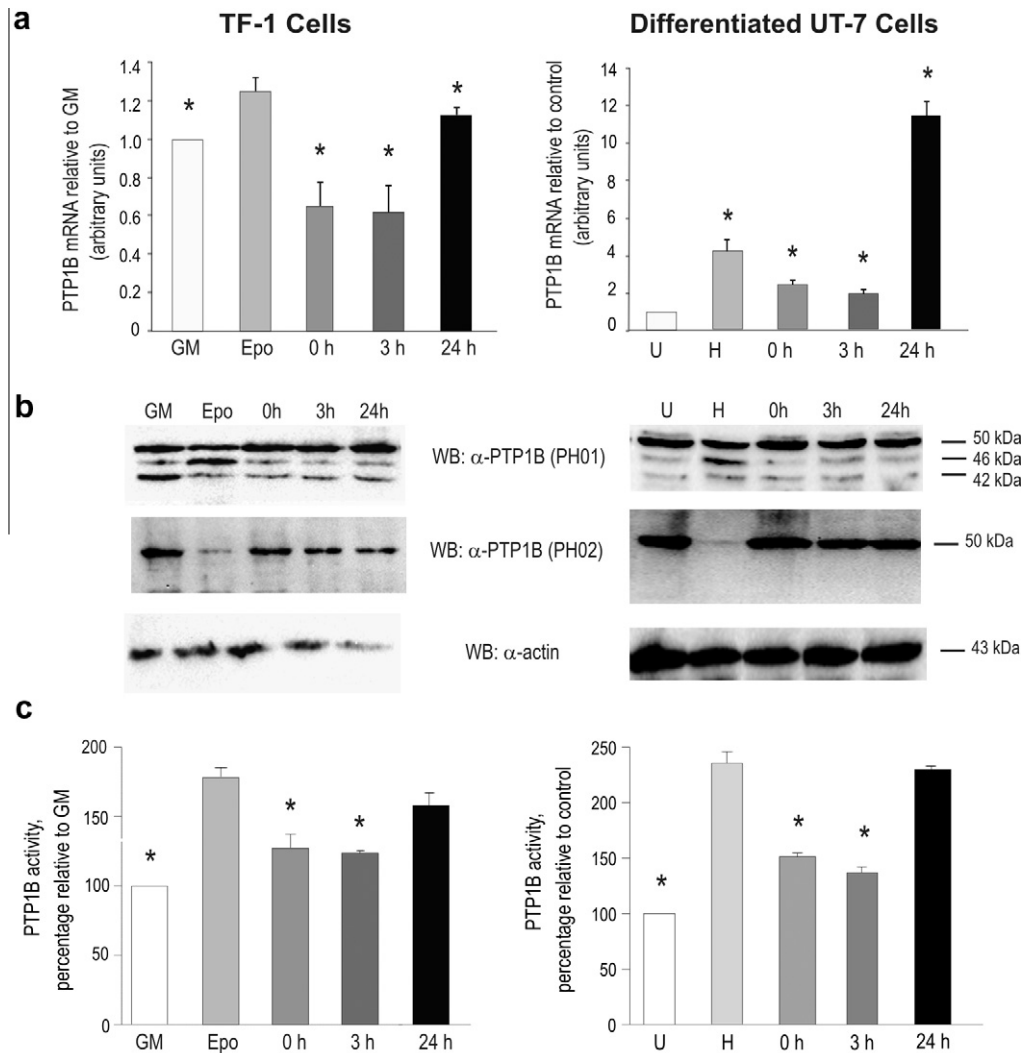 a
TF-1 Cells
Differentiated UT-7 Cells
PTP1B mRNA relative to GM
(arbitrary units)
1.4
1.2
1.0
0.8
0.6
0.4
0.2
0
*
*
*
*
GM Epo 0 h 3 h 24 h
PTP1B mRNA relative to control
(arbitrary units)
14
12
10
8
6
4
2
0
*
*
*
*
U H 0 h 3 h 24 h
b
GM Epo 0h 3h 24h
U H 0h 3h 24h
WB: α-PTP1B (PH01)
50 kDa
46 kDa
42 kDa
WB: α-PTP1B (PH02)
50 kDa
WB: α-actin
43 kDa
c
PTP1B activity,
percentage relative to GM
200
150
100
50
0
*
*
*
GM Epo 0 h 3 h 24 h
PTP1B activity,
percentage relative to control
250
200
150
100
50
0
*
*
*
U H 0 h 3 h 24 h